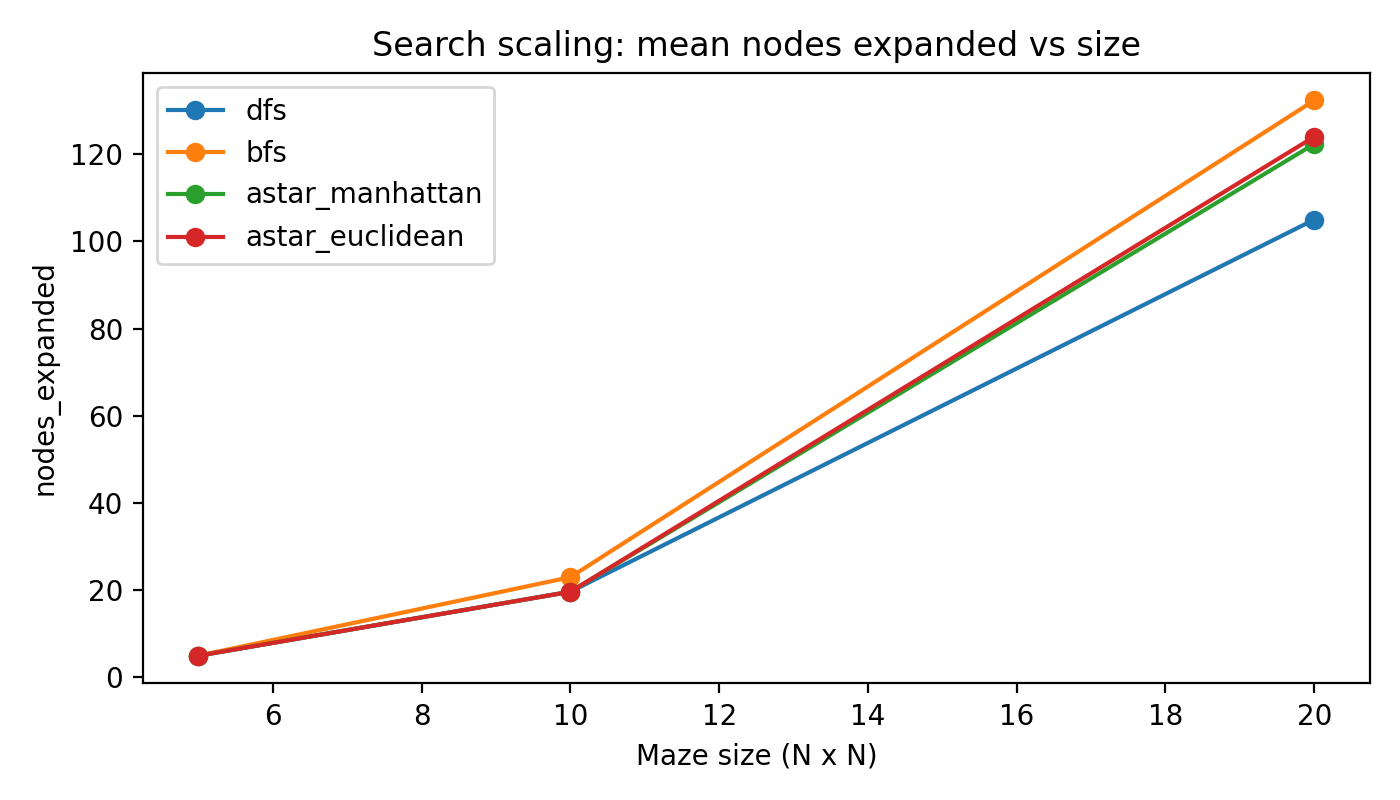 Search scaling: mean nodes expanded vs size
dfs
bfs
astar_manhattan
astar_euclidean
nodes_expanded
120
100
80
60
40
20
0
6 8 10 12 14 16 18 20
Maze size (N x N)